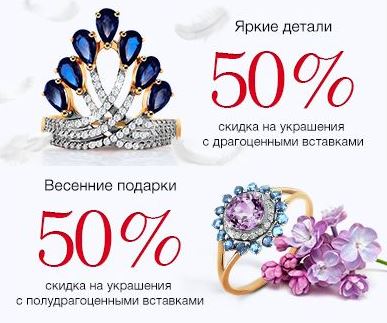 Яркие детали
50%
скидка на украшения
с драгоценными вставками
Весенние подарки
50%
скидка на украшения
с полудрагоценными вставками